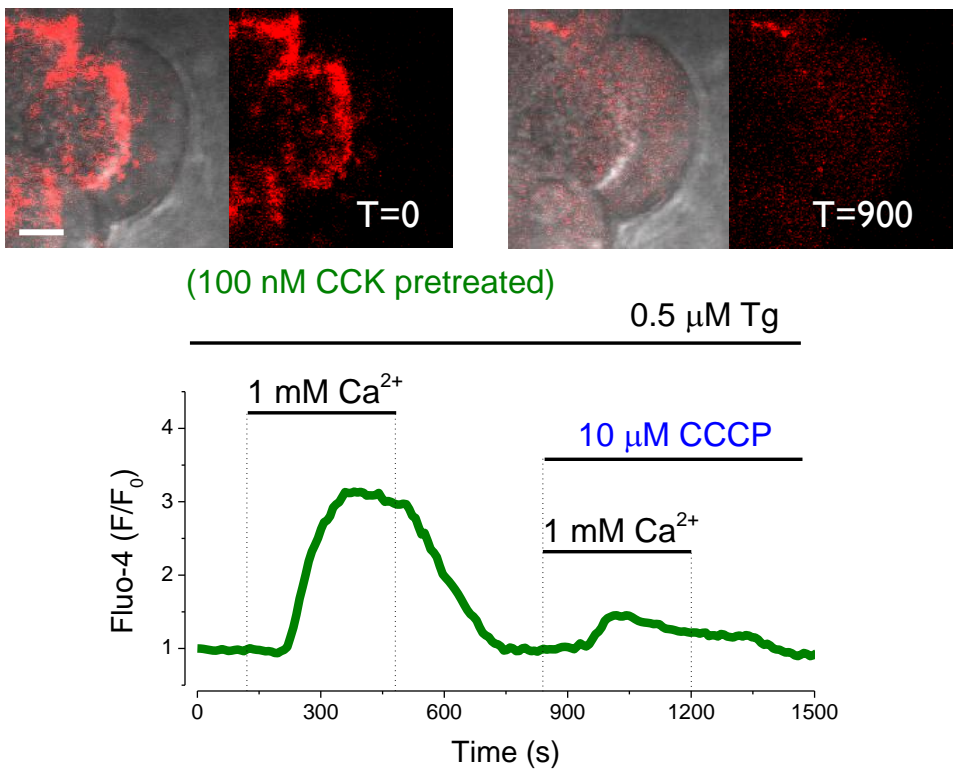 T=0
T=900
(100 nM CCK pretreated)
0.5 μM Tg
1 mM Ca²⁺
10 μM CCCP
1 mM Ca²⁺
Fluo-4 (F/F₀)
4
3
2
1
0 300 600 900 1200 1500
Time (s)